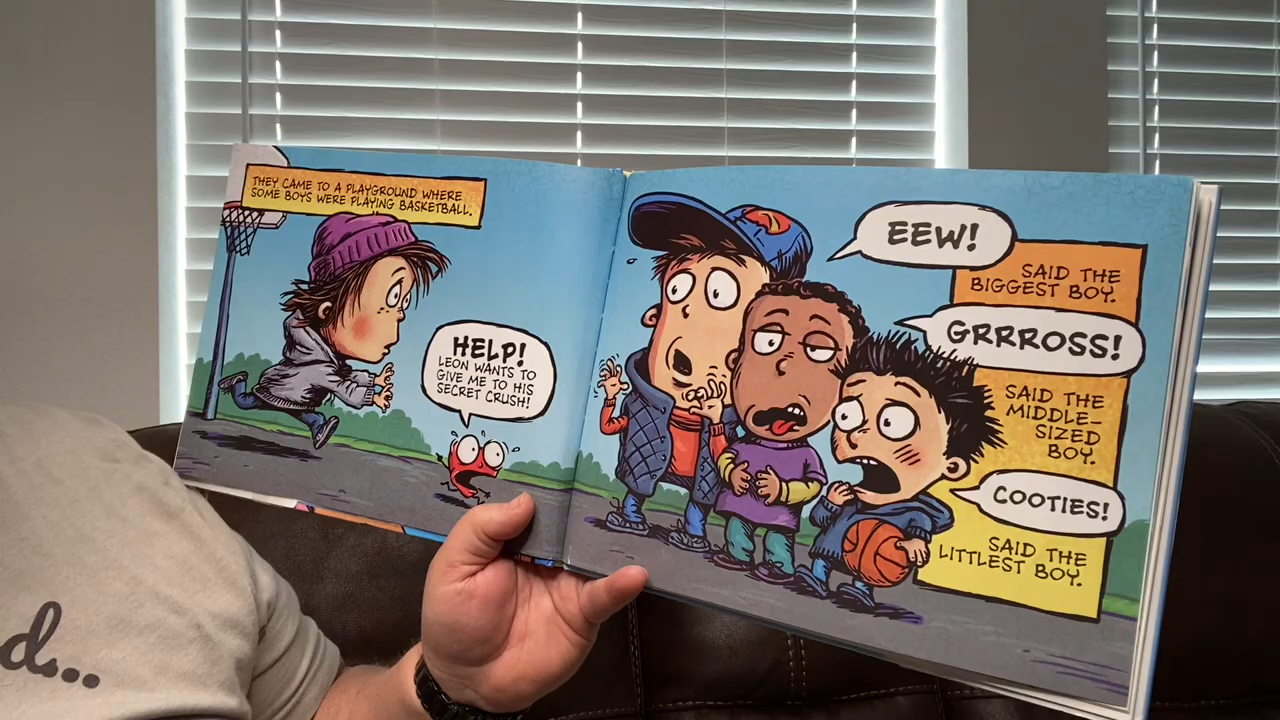 THEY CAME TO A PLAYGROUND WHERE
SOME BOYS WERE PLAYING BASKETBALL.
HELP!
LEON WANTS TO
GIVE ME TO HIS
SECRET CRUSH!
EEW!
SAID THE
BIGGEST BOY.
GRRROSS!
SAID THE
MIDDLE-
SIZED
BOY.
COOTIES!
SAID THE
LITTLEST BOY.
d...